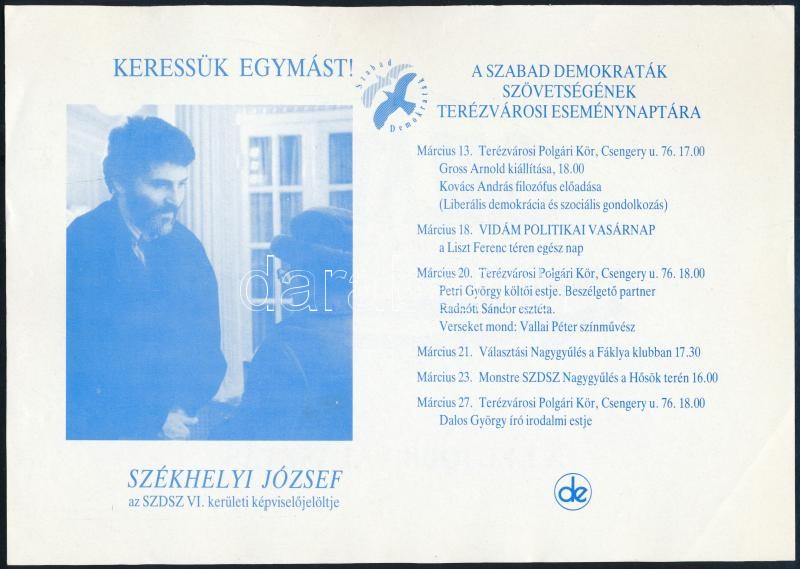 KERESSÜK EGYMÁST!
Szabad
Demokraták
SZÉKHELYI JÓZSEF
az SZDSZ VI. kerületi képviselőjelöltje
A SZABAD DEMOKRATÁK
SZÖVETSÉGÉNEK
TERÉZVÁROSI ESEMÉNYNAPTÁRA
Március 13. Terézvárosi Polgári Kör, Csengery u. 76. 17.00
Gross Arnold kiállítása, 18.00
Kovács András filozófus előadása
(Liberális demokrácia és szociális gondolkozás)
Március 18. VIDÁM POLITIKAI VASÁRNAP
a Liszt Ferenc téren egész nap
Március 20. Terézvárosi Polgári Kör, Csengery u. 76. 18.00
Petri György költői estje. Beszélgető partner
Radnóti Sándor esztéta.
Verseket mond: Vallai Péter színművész
Március 21. Választási Nagygyűlés a Fáklya klubban 17.30
Március 23. Monstre SZDSZ Nagygyűlés a Hősök terén 16.00
Március 27. Terézvárosi Polgári Kör, Csengery u. 76. 18.00
Dalos György író irodalmi estje
de